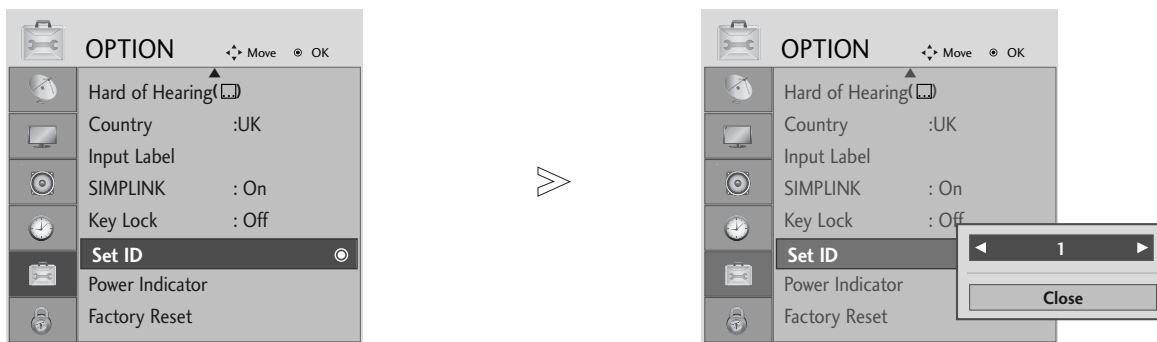 OPTION Move OK
Hard of Hearing( )
Country :UK
Input Label
SIMPLINK : On
Key Lock : Off
Set ID
Power Indicator
Factory Reset
OPTION Move OK
Hard of Hearing( )
Country :UK
Input Label
SIMPLINK : On
Key Lock : Off
Set ID
1
Power Indicator
Close
Factory Reset